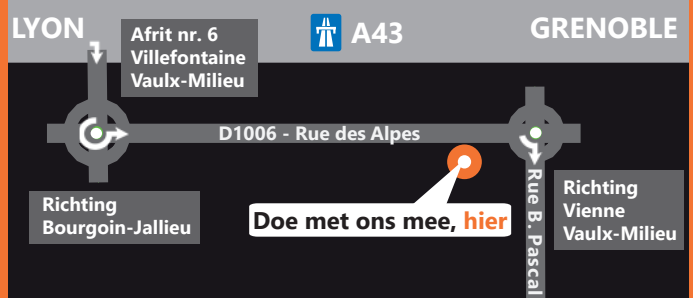 LYON
Afrit nr. 6
Villefontaine
Vaulx-Milieu
A43
GRENOBLE
D1006 - Rue des Alpes
Richting
Bourgoin-Jallieu
Doe met ons mee, hier
Rue B. Pascal
Richting
Vienne
Vaulx-Milieu